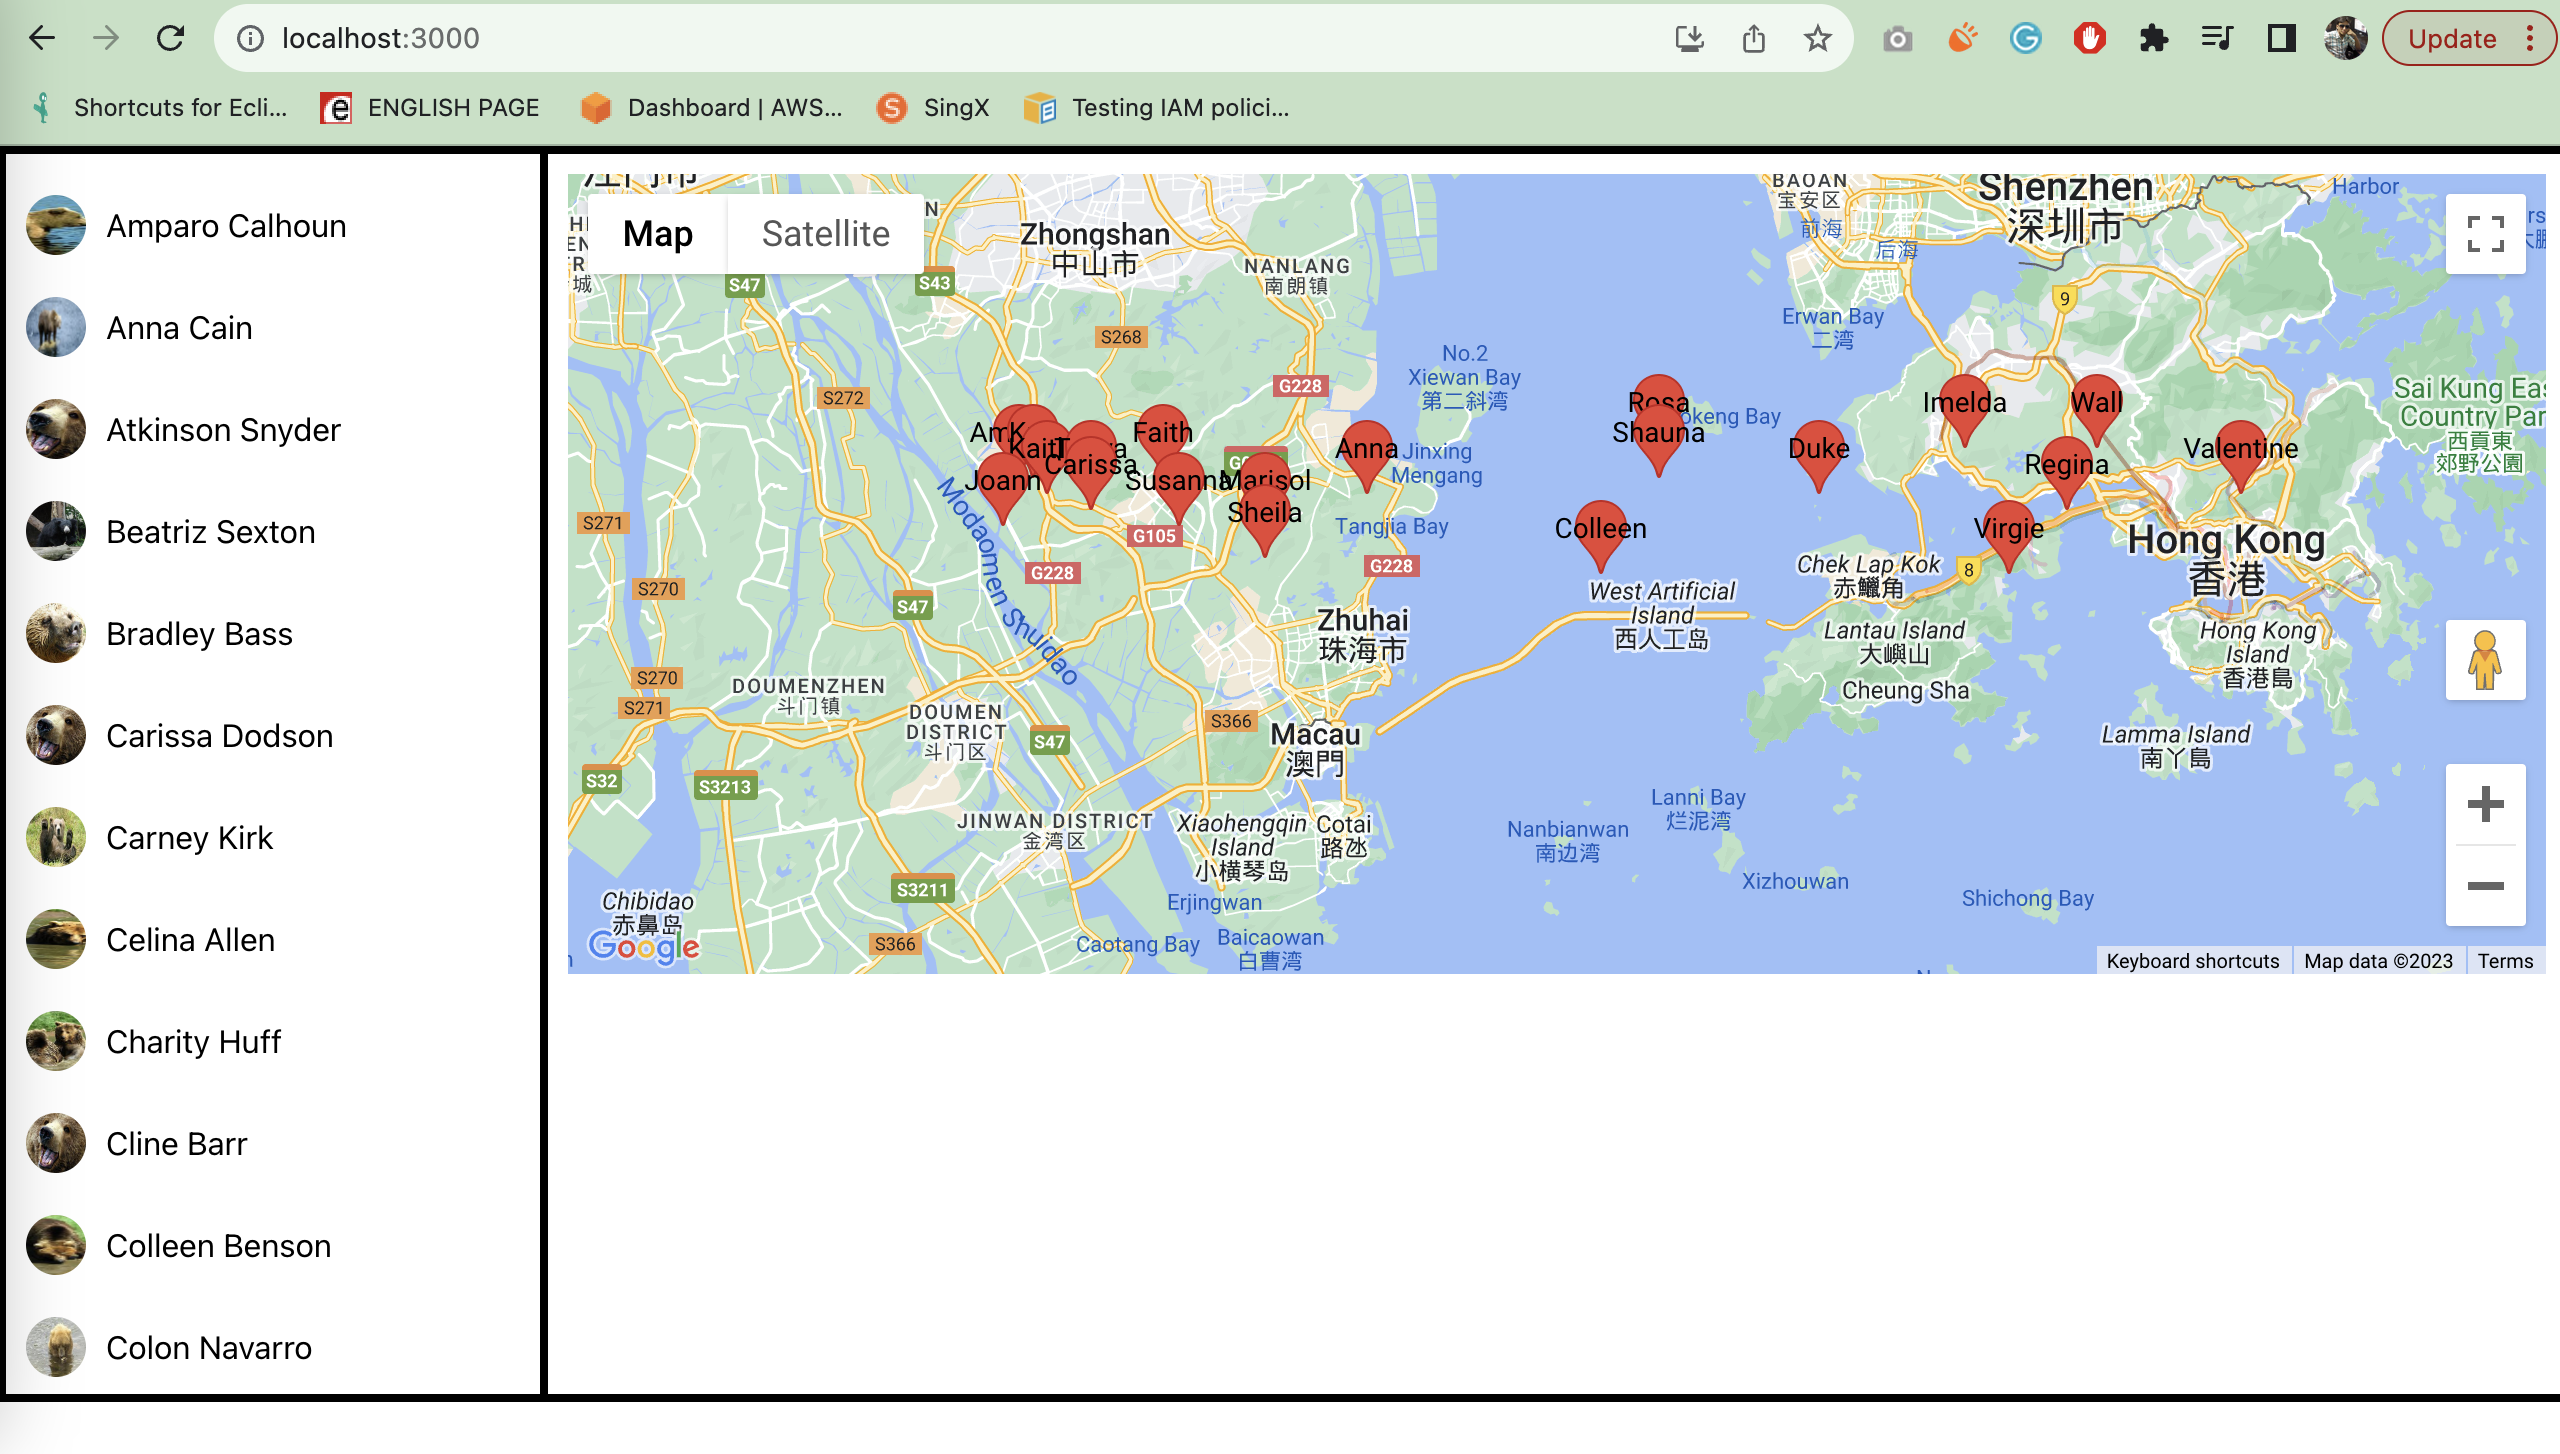 localhost:3000
Update
Shortcuts for Ecli...
ENGLISH PAGE
Dashboard | AWS...
SingX
Testing IAM polici...
Amparo Calhoun
Anna Cain
Atkinson Snyder
Beatriz Sexton
Bradley Bass
Carissa Dodson
Carney Kirk
Celina Allen
Charity Huff
Cline Barr
Colleen Benson
Colon Navarro
Map
Satellite
Zhongshan
中山市
NANLANG
南朗镇
BAOAN
宝安区
前海
后海
Shenzhen
深圳市
Harbor
S47
S43
S268
9
Erwan Bay
二湾
No.2
Xiewan Bay
第二斜湾
G228
S272
Sai Kung Eas
Country Par
西貢東
郊野公園
Rosa
Imelda
Wall
okeng Bay
Faith
Shauna
Anna
Jinxing
Mengang
Duke
Valentine
Carissa
Regina
Joann
Susanna
Marisol
Sheila
Modaomen Shuidao
S271
G105
Tangjia Bay
Colleen
Virgie
Hong Kong
香港
G228
G228
Chek Lap Kok
赤鱲角
8
S270
S47
West Artificial
Island
西人工岛
Zhuhai
珠海市
Lantau Island
大嶼山
Cheung Sha
Hong Kong
Island
香港島
S270
S271
DOUMENZHEN
斗门镇
DOUMEN
DISTRICT
斗门区
S47
S366
Macau
澳門
Lamma Island
南丫島
S32
S3213
Lanni Bay
烂泥湾
JINWAN DISTRICT
金湾区
Xiaohengqin
Island
小横琴岛
Cotai
路氹
Nanbianwan
南边湾
Xizhouwan
S3211
Chibidao
赤鼻岛
Erjingwan
Shichong Bay
Google
S366
Caotang Bay
Baicaowan
白曹湾
Keyboard shortcuts
Map data ©2023
Terms